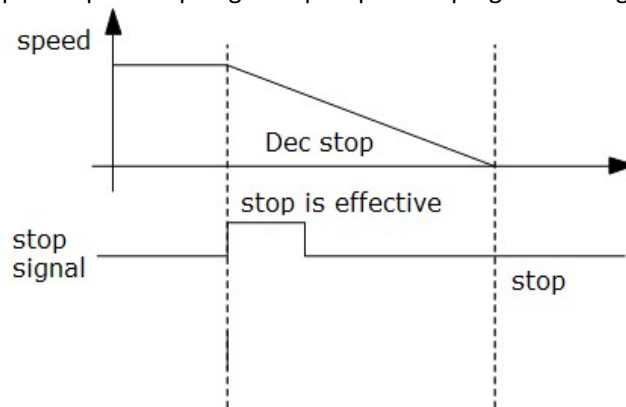 speed
Dec stop
stop is effective
stop
signal
stop